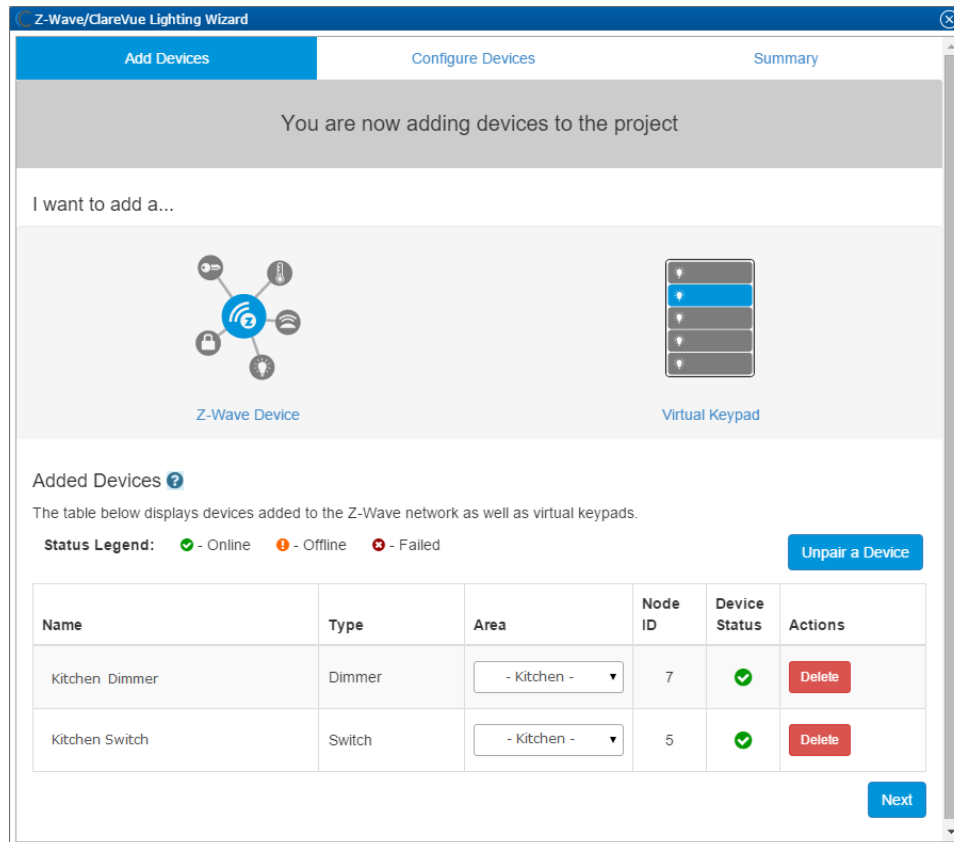 Z-Wave/ClareVue Lighting Wizard
Add Devices Configure Devices Summary
You are now adding devices to the project
I want to add a...
Z-Wave Device Virtual Keypad
Added Devices ?
The table below displays devices added to the Z-Wave network as well as virtual keypads.
Status Legend: - Online - Offline - Failed
Unpair a Device
Name Type Area Node ID Device Status Actions
Kitchen Dimmer Dimmer - Kitchen - 7 Delete
Kitchen Switch Switch - Kitchen - 5 Delete
Next